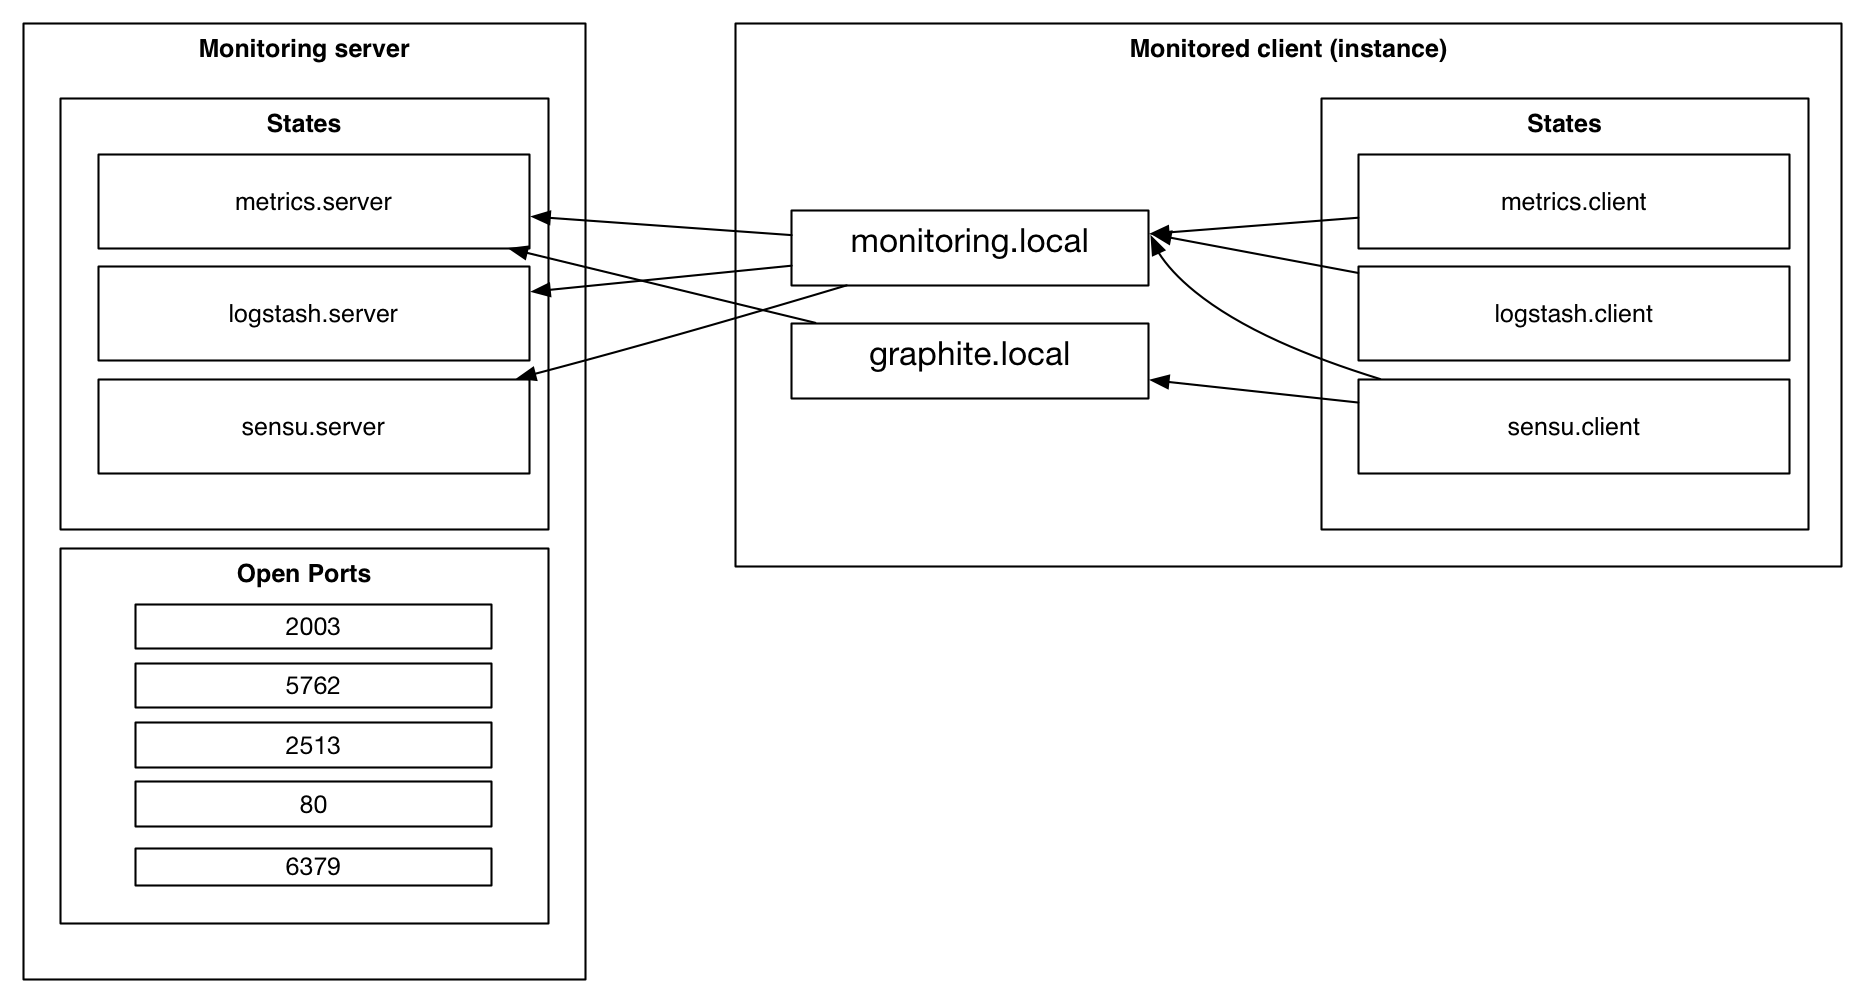 Monitoring server
States
metrics.server
logstash.server
sensu.server
Open Ports
2003
5762
2513
80
6379
Monitored client (instance)
monitoring.local
graphite.local
States
metrics.client
logstash.client
sensu.client